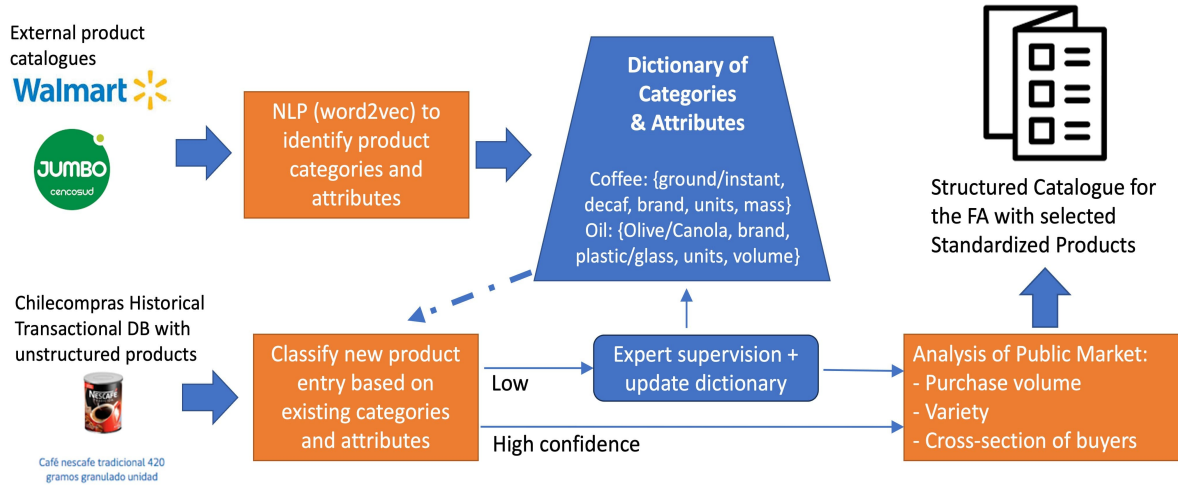 External product
catalogues
Walmart
JUMBO
cencosud
NLP (word2vec) to
identify product
categories and
attributes
Dictionary of
Categories
& Attributes
Coffee: {ground/instant,
decaf, brand, units, mass}
Oil: {Olive/Canola, brand,
plastic/glass, units, volume}
Structured Catalogue for
the FA with selected
Standardized Products
Chilecompras Historical
Transactional DB with
unstructured products
NESCAFÉ
Café nescafe tradicional 420
gramos granulado unidad
Classify new product
entry based on
existing categories
and attributes
Low
High confidence
Expert supervision +
update dictionary
Analysis of Public Market:
- Purchase volume
- Variety
- Cross-section of buyers